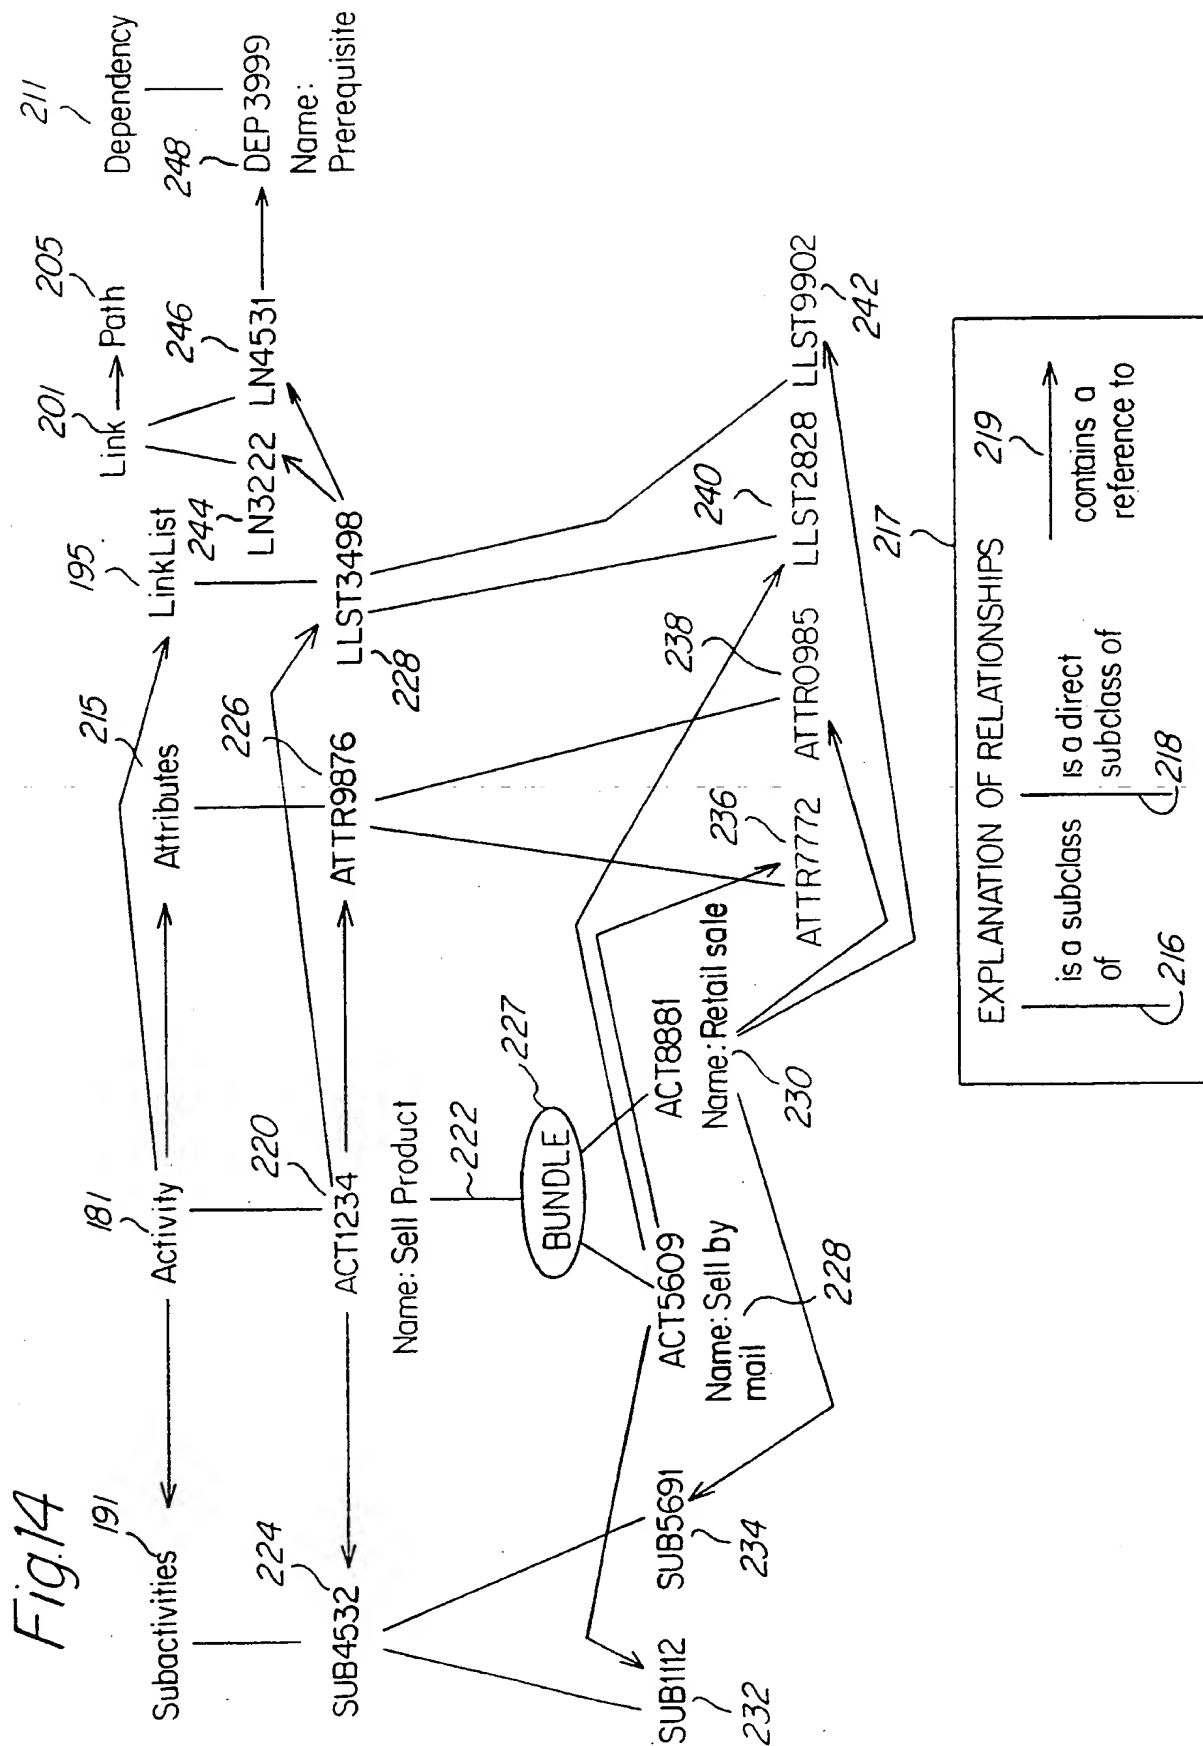 Fig.14
211
Dependency
248
DEP3999
Name:
Prerequisite
201
205
Link
Path
246
LN4531
244
LN3222
195
LinkList
LLST3498
228
215
Attributes
226
ATTR9876
181
Activity
220
ACT1234
Name: Sell Product
222
191
Subactivities
224
SUB4532
BUNDLE
227
ACT5609
Name: Sell by
mail
228
ACT8881
Name: Retail sale
230
SUB1112
232
SUB5691
234
ATTR7772
236
ATTR0985
238
LLST2828
240
LLST9902
242
217
EXPLANATION OF RELATIONSHIPS
is a subclass
of
216
is a direct
subclass of
218
219
contains a
reference to